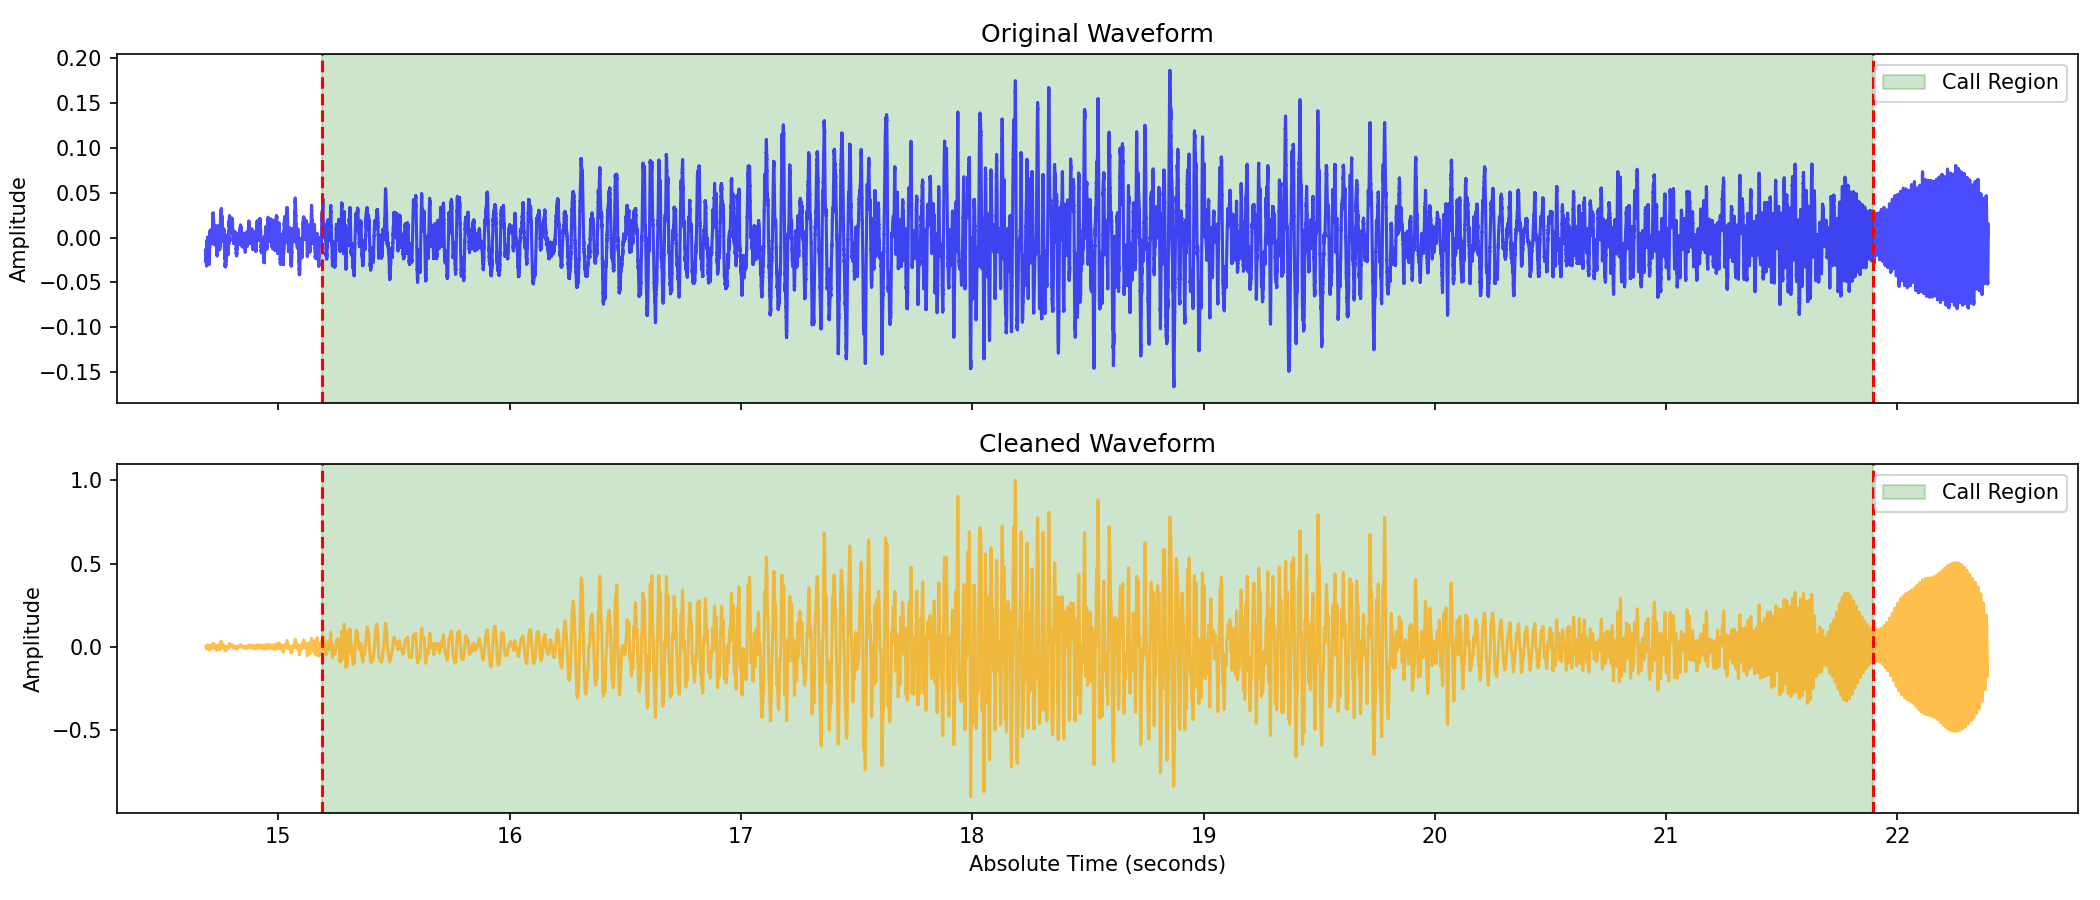 Original Waveform
Amplitude
0.20
0.15
0.10
0.05
0.00
−0.05
−0.10
−0.15
Call Region
Cleaned Waveform
Amplitude
1.0
0.5
0.0
−0.5
Call Region
15 16 17 18 19 20 21 22
Absolute Time (seconds)